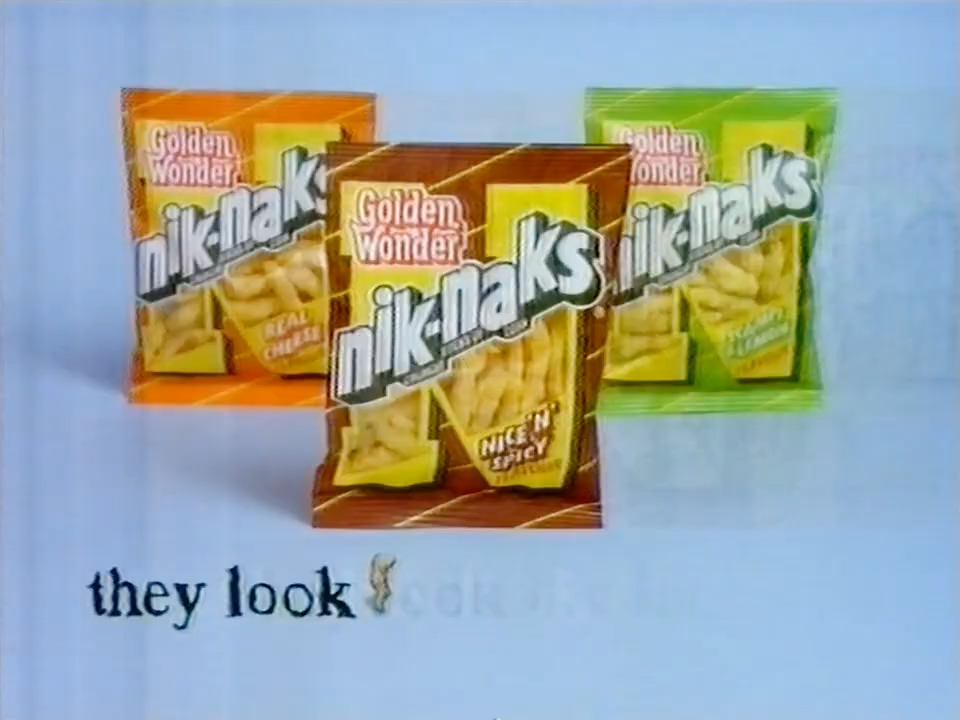 Golden
Wonder
nik-naks
REAL
CHEESE
Golden
Wonder
nik-naks
NICE 'N'
SPICY
FLAVOUR
Golden
Wonder
nik-naks
& LEMON
they look